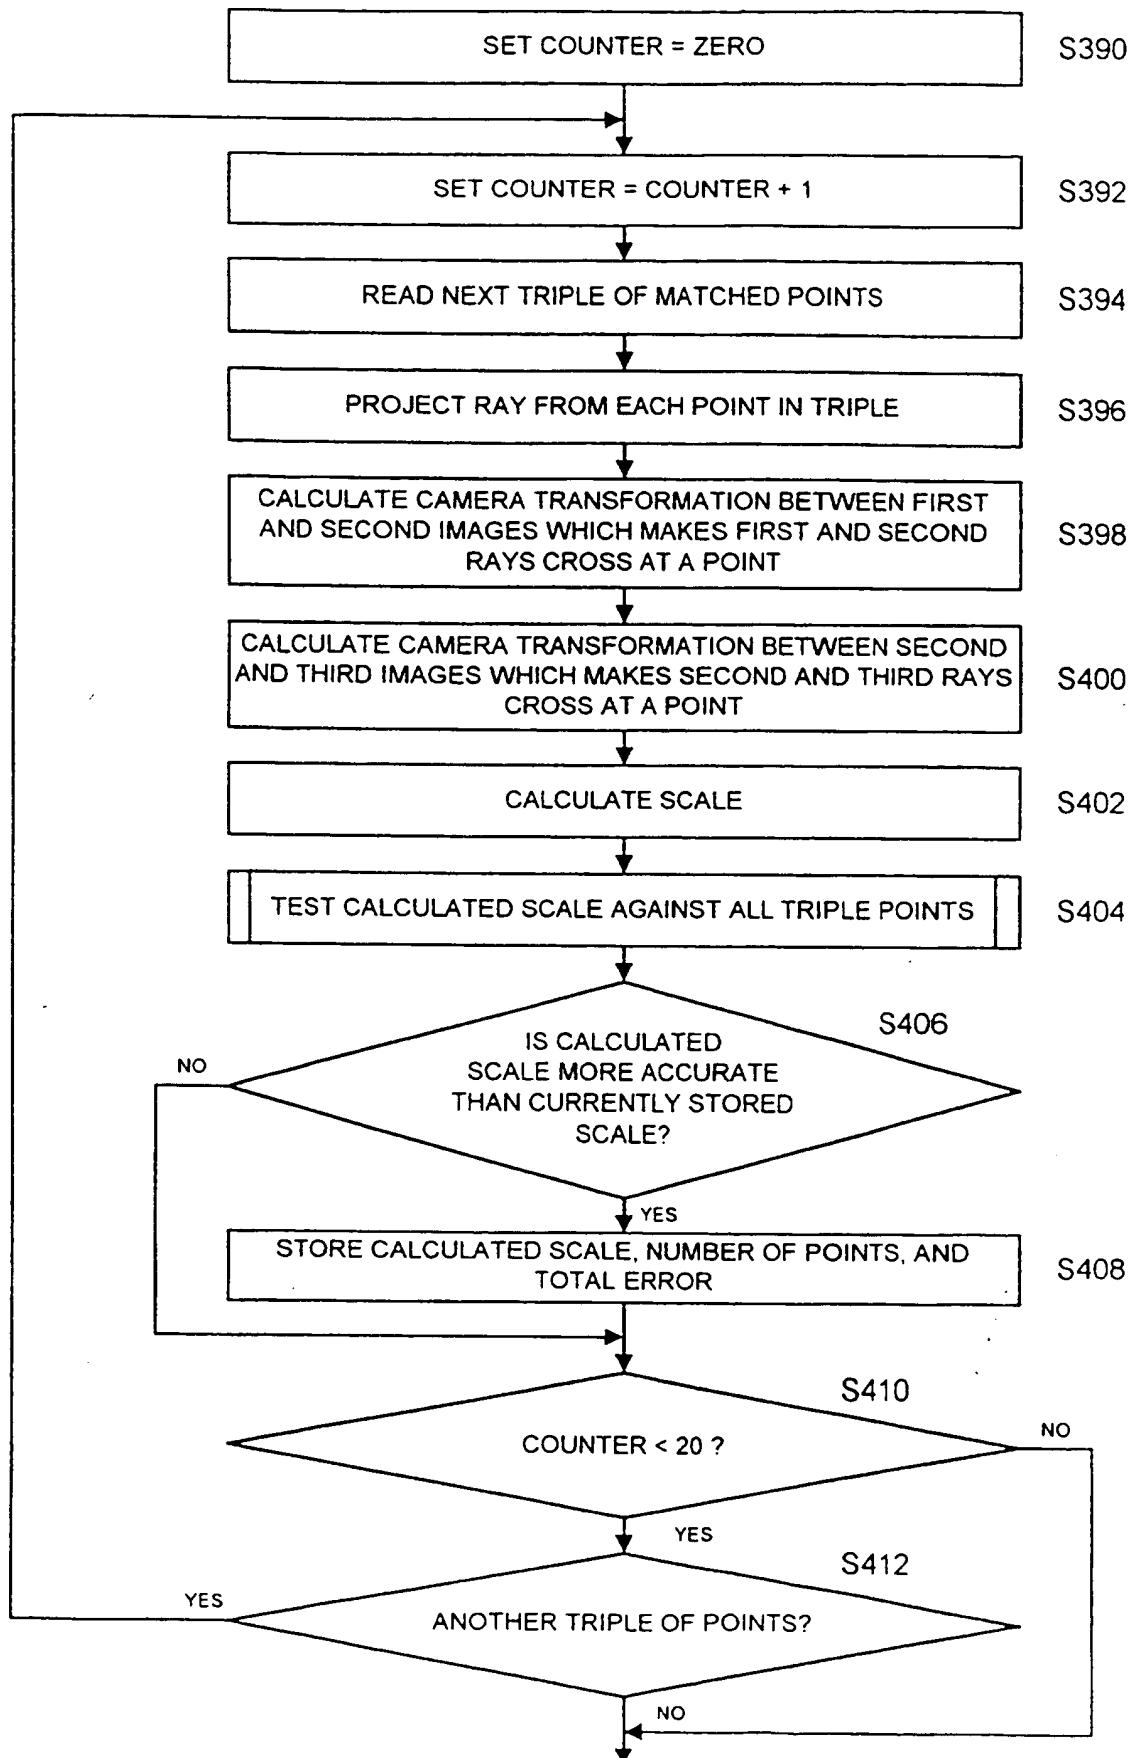 SET COUNTER = ZERO
S390
SET COUNTER = COUNTER + 1
S392
READ NEXT TRIPLE OF MATCHED POINTS
S394
PROJECT RAY FROM EACH POINT IN TRIPLE
S396
CALCULATE CAMERA TRANSFORMATION BETWEEN FIRST
AND SECOND IMAGES WHICH MAKES FIRST AND SECOND
RAYS CROSS AT A POINT
S398
CALCULATE CAMERA TRANSFORMATION BETWEEN SECOND
AND THIRD IMAGES WHICH MAKES SECOND AND THIRD RAYS
CROSS AT A POINT
S400
CALCULATE SCALE
S402
TEST CALCULATED SCALE AGAINST ALL TRIPLE POINTS
S404
S406
IS CALCULATED
SCALE MORE ACCURATE
THAN CURRENTLY STORED
SCALE?
NO
YES
STORE CALCULATED SCALE, NUMBER OF POINTS, AND
TOTAL ERROR
S408
S410
COUNTER < 20 ?
NO
YES
S412
ANOTHER TRIPLE OF POINTS?
YES
NO